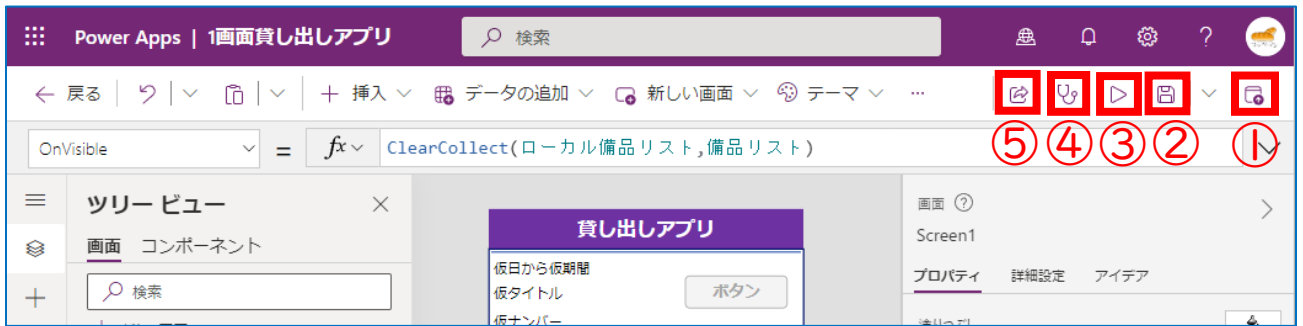 Power Apps | 1画面貸し出しアプリ 検索 ?
← 戻る 挿入 データの追加 新しい画面 テーマ …
⑤ ④ ③ ② ①
OnVisible = fx ClearCollect(ローカル備品リスト,備品リスト)
ツリー ビュー
画面 コンポーネント
検索
貸し出しアプリ
仮日から仮期間
仮タイトル
ボタン
仮ナンバー
画面
Screen1
プロパティ 詳細設定 アイデア